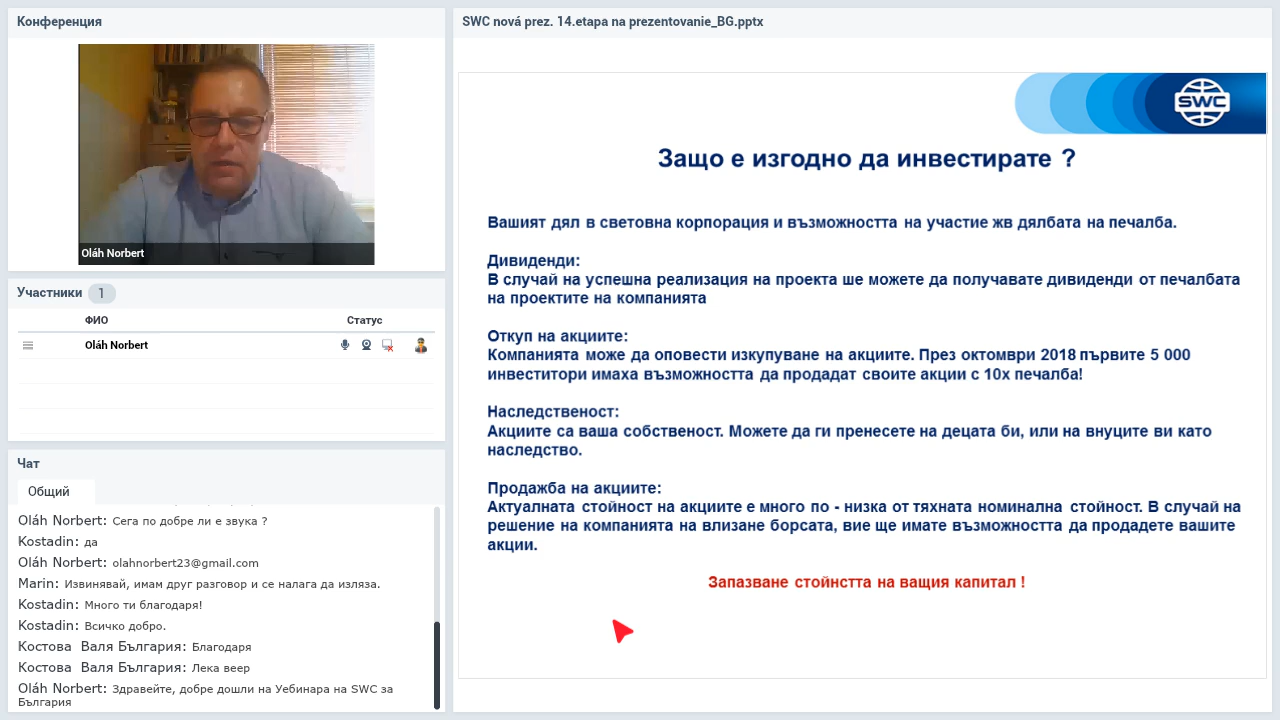 Конференция
Oláh Norbert
Участники 1
ФИО Статус
Oláh Norbert
Чат
Общий
Oláh Norbert: Сега по добре ли е звука ?
Kostadin: да
Oláh Norbert: olahnorbert23@gmail.com
Marin: Извинявай, имам друг разговор и се налага да изляза.
Kostadin: Много ти благодаря!
Kostadin: Всичко добро.
Костова Валя България: Благодаря
Костова Валя България: Лека веер
Oláh Norbert: Здравейте, добре дошли на Уебинара на SWC за
България
SWC nová prez. 14.etapa na prezentovanie_BG.pptx
SWC
Защо е изгодно да инвестирате ?
Вашият дял в световна корпорация и възможността на участие жв дялбата на печалба.
Дивиденди:
В случай на успешна реализация на проекта ше можете да получавате дивиденди от печалбата
на проектите на компанията
Откуп на акциите:
Компанията може да оповести изкупуване на акциите. През октомври 2018 първите 5 000
инвеститори имаха възможността да продадат своите акции с 10х печалба!
Наследственост:
Акциите са ваша собственост. Можете да ги пренесете на децата би, или на внуците ви като
наследство.
Продажба на акциите:
Актуалната стойност на акциите е много по - низка от тяхната номинална стойност. В случай на
решение на компанията на влизане борсата, вие ще имате възможността да продадете вашите
акции.
Запазване стойнстта на ващия капитал !